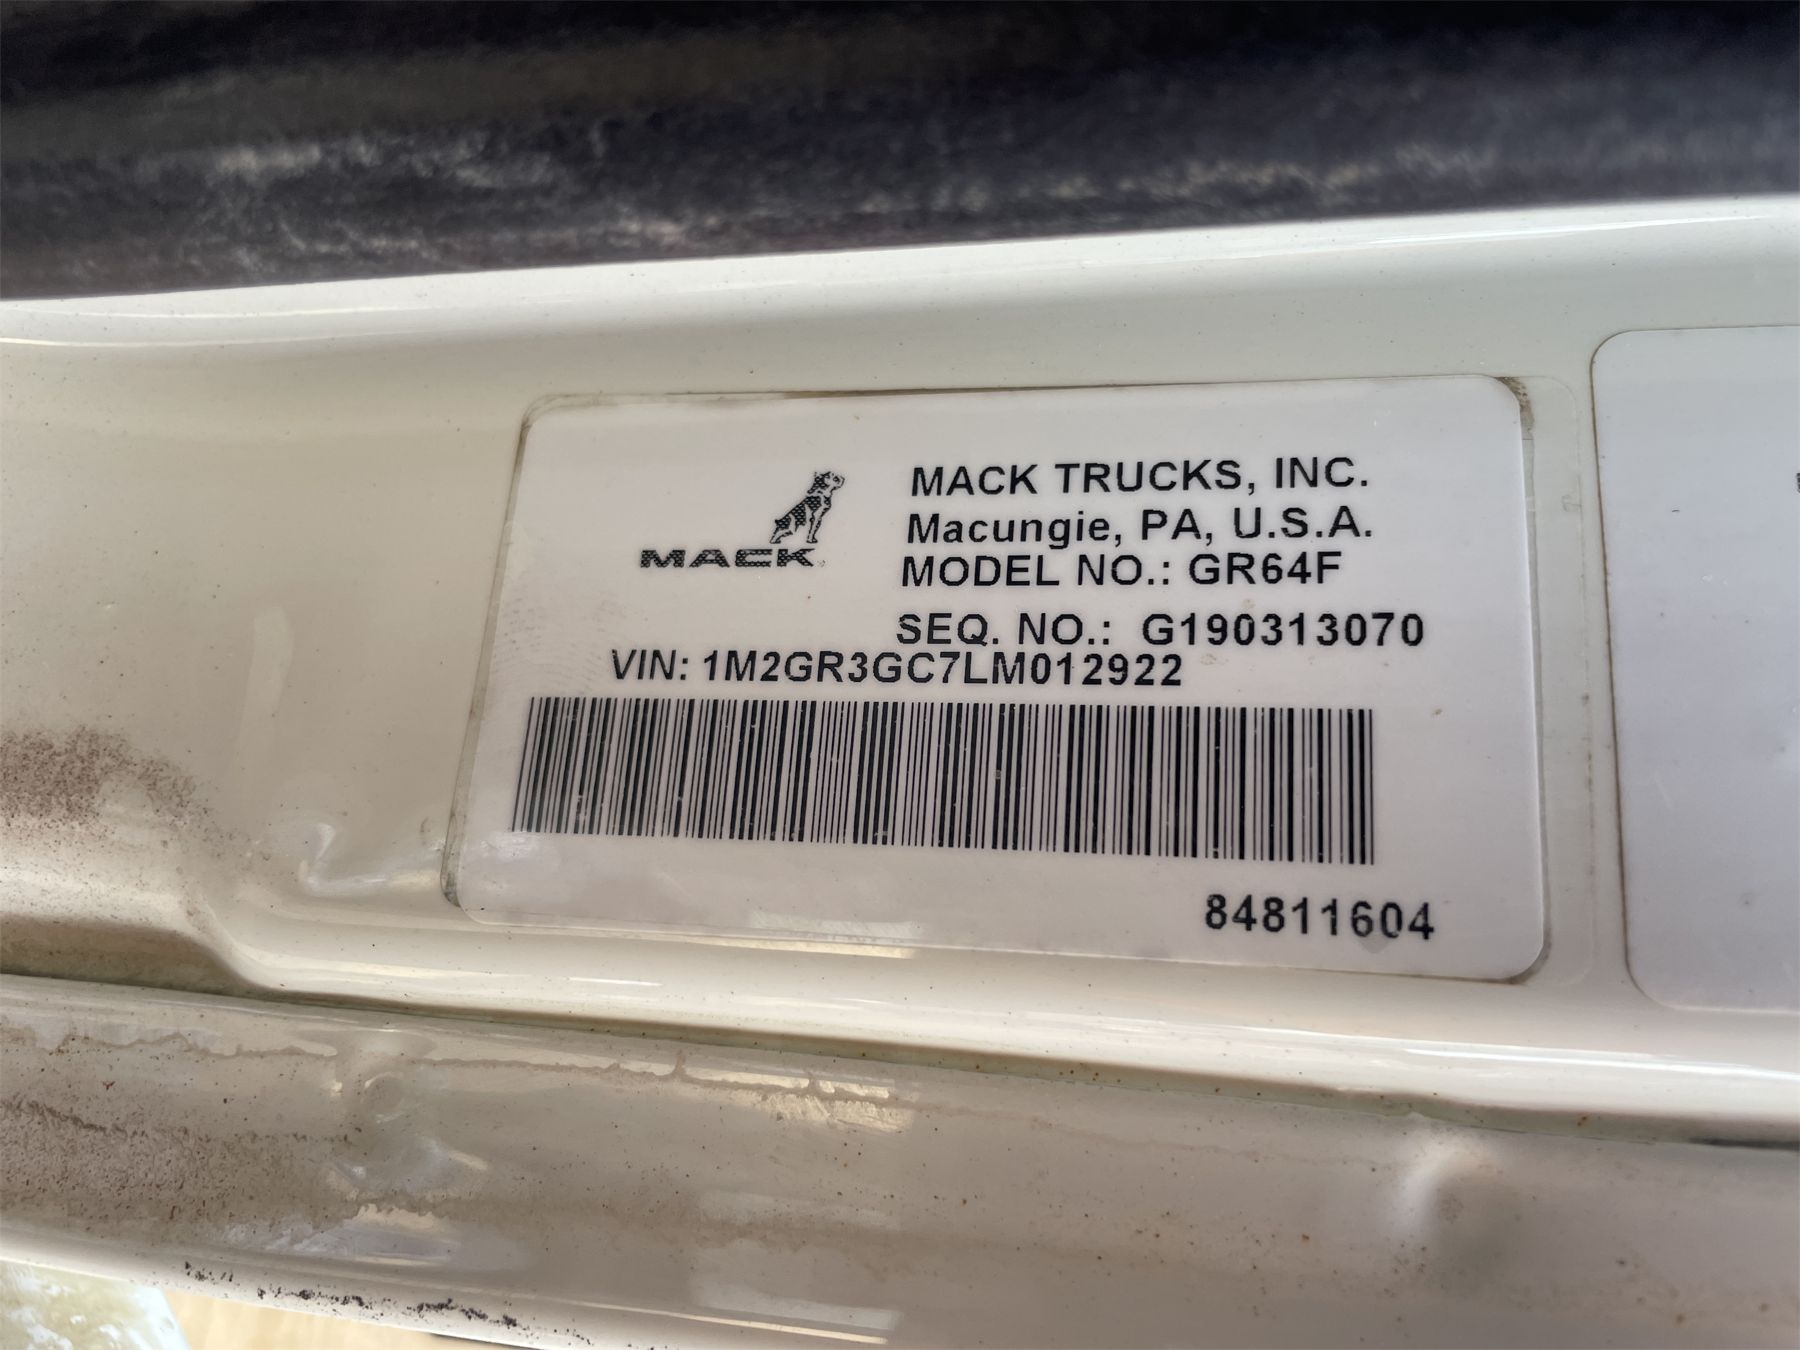 MACK
MACK TRUCKS, INC.
Macungie, PA, U.S.A.
MODEL NO.: GR64F
SEQ. NO.: G190313070
VIN: 1M2GR3GC7LM012922
84811604